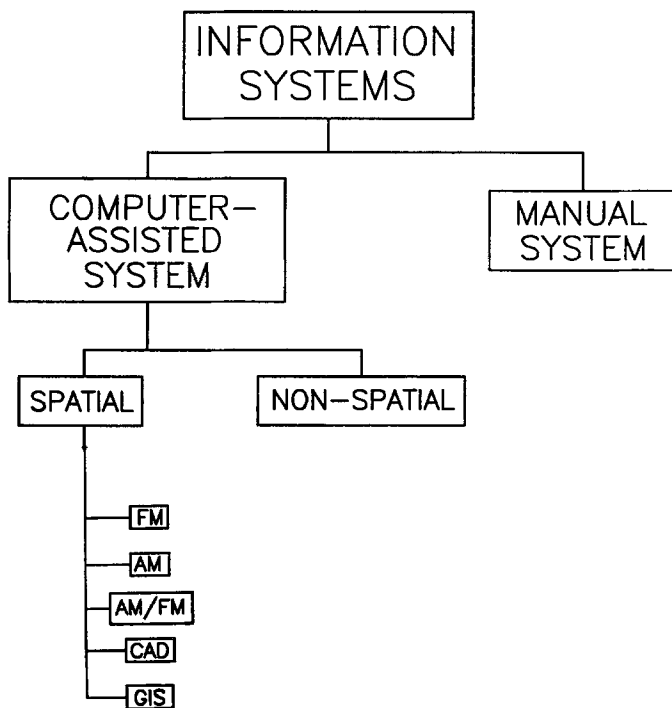 INFORMATION
SYSTEMS
COMPUTER-
ASSISTED
SYSTEM
MANUAL
SYSTEM
SPATIAL
NON-SPATIAL
FM
AM
AM/FM
CAD
GIS